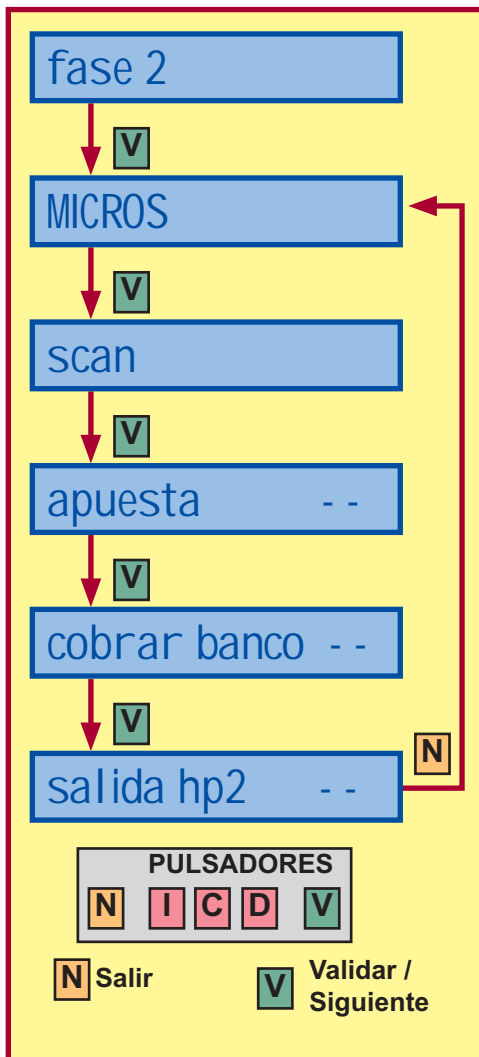 fase 2
V
MICROS
V
scan
V
apuesta --
V
cobrar banco --
V
salida hp2 --
N
PULSADORES
N I C D V
N Salir
V Validar /
Siguiente